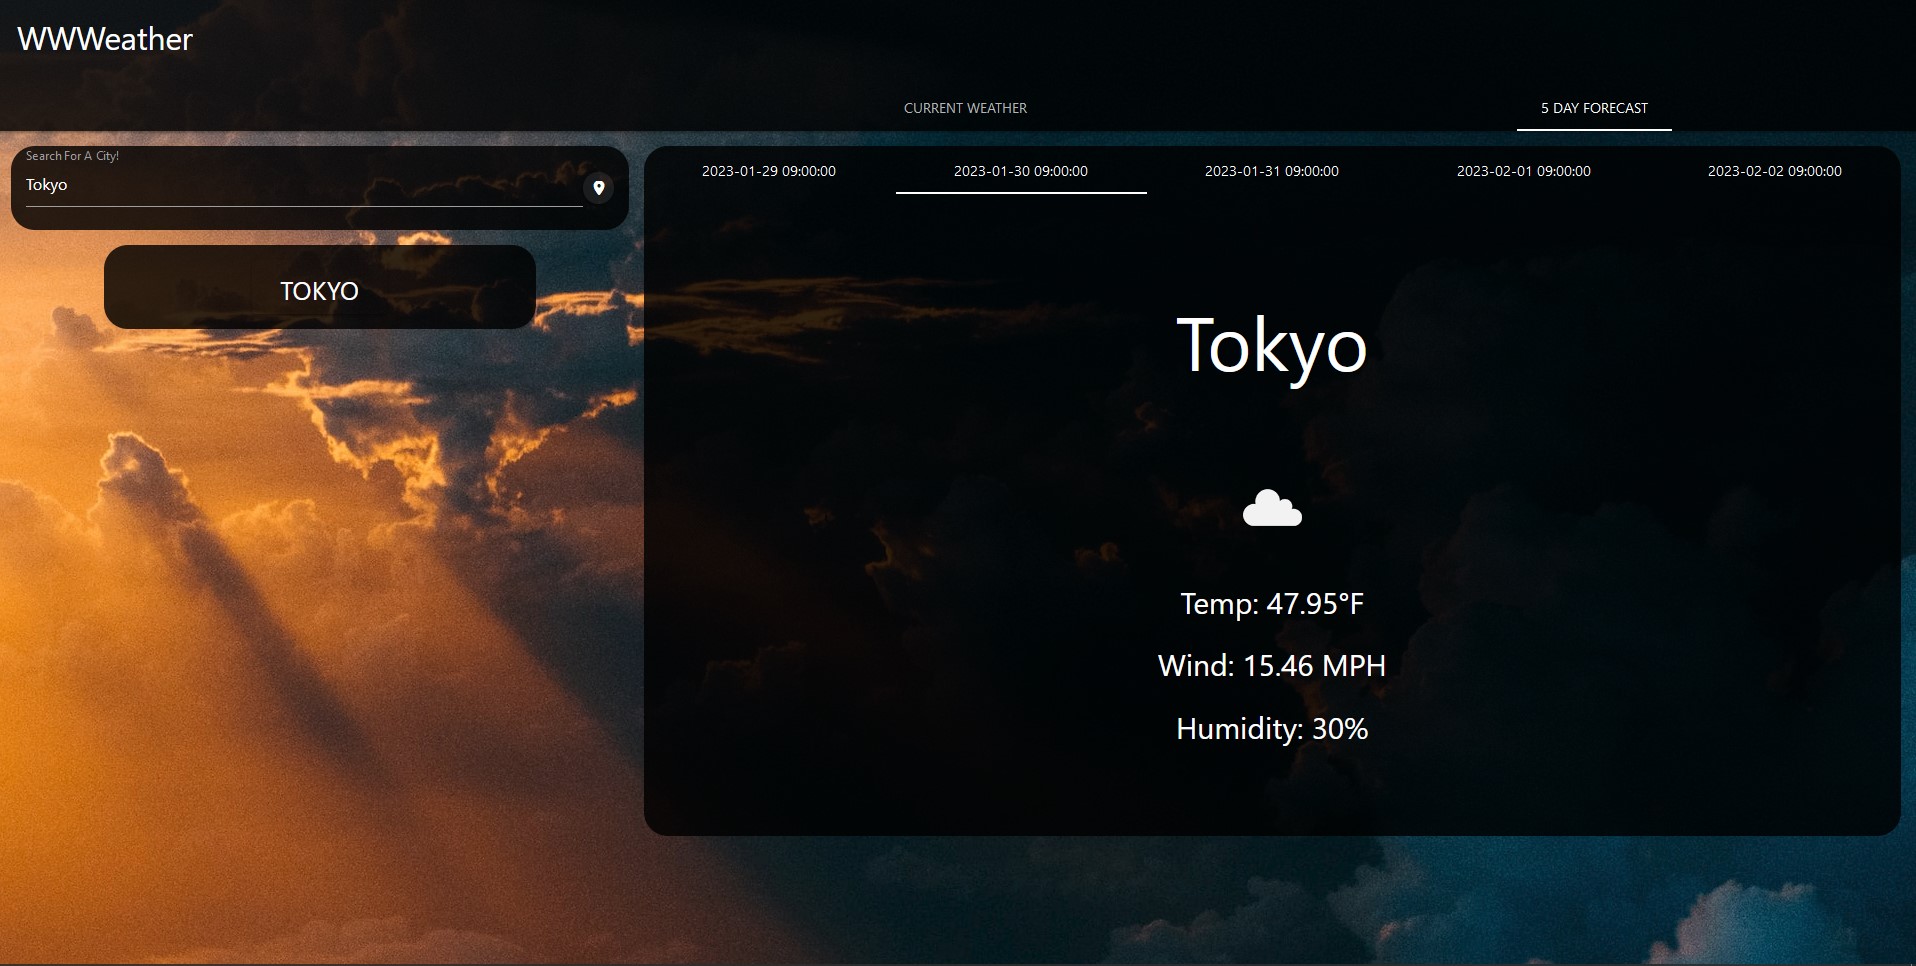 WWWeather
CURRENT WEATHER
5 DAY FORECAST
Search For A City!
Tokyo
TOKYO
2023-01-29 09:00:00
2023-01-30 09:00:00
2023-01-31 09:00:00
2023-02-01 09:00:00
2023-02-02 09:00:00
Tokyo
Temp: 47.95°F
Wind: 15.46 MPH
Humidity: 30%